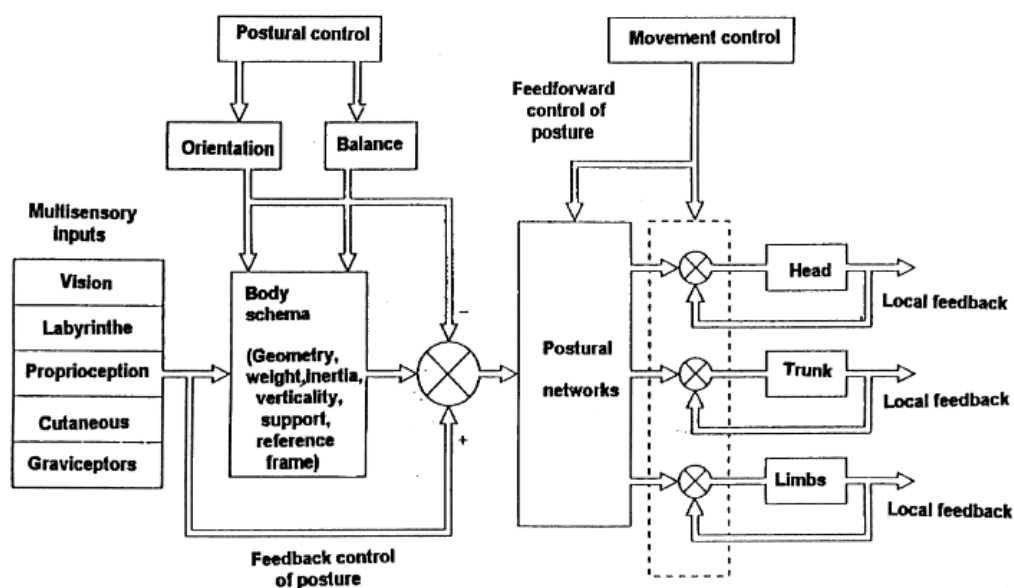 Postural control
Movement control
Feedforward
control of
posture
Orientation
Balance
Multisensory
inputs
Vision
Labyrinthe
Proprioception
Cutaneous
Graviceptors
Body
schema
(Geometry,
weight,inertia,
verticality,
support,
reference
frame)
−
+
Feedback control
of posture
Postural
networks
Head
Local feedback
Trunk
Local feedback
Limbs
Local feedback